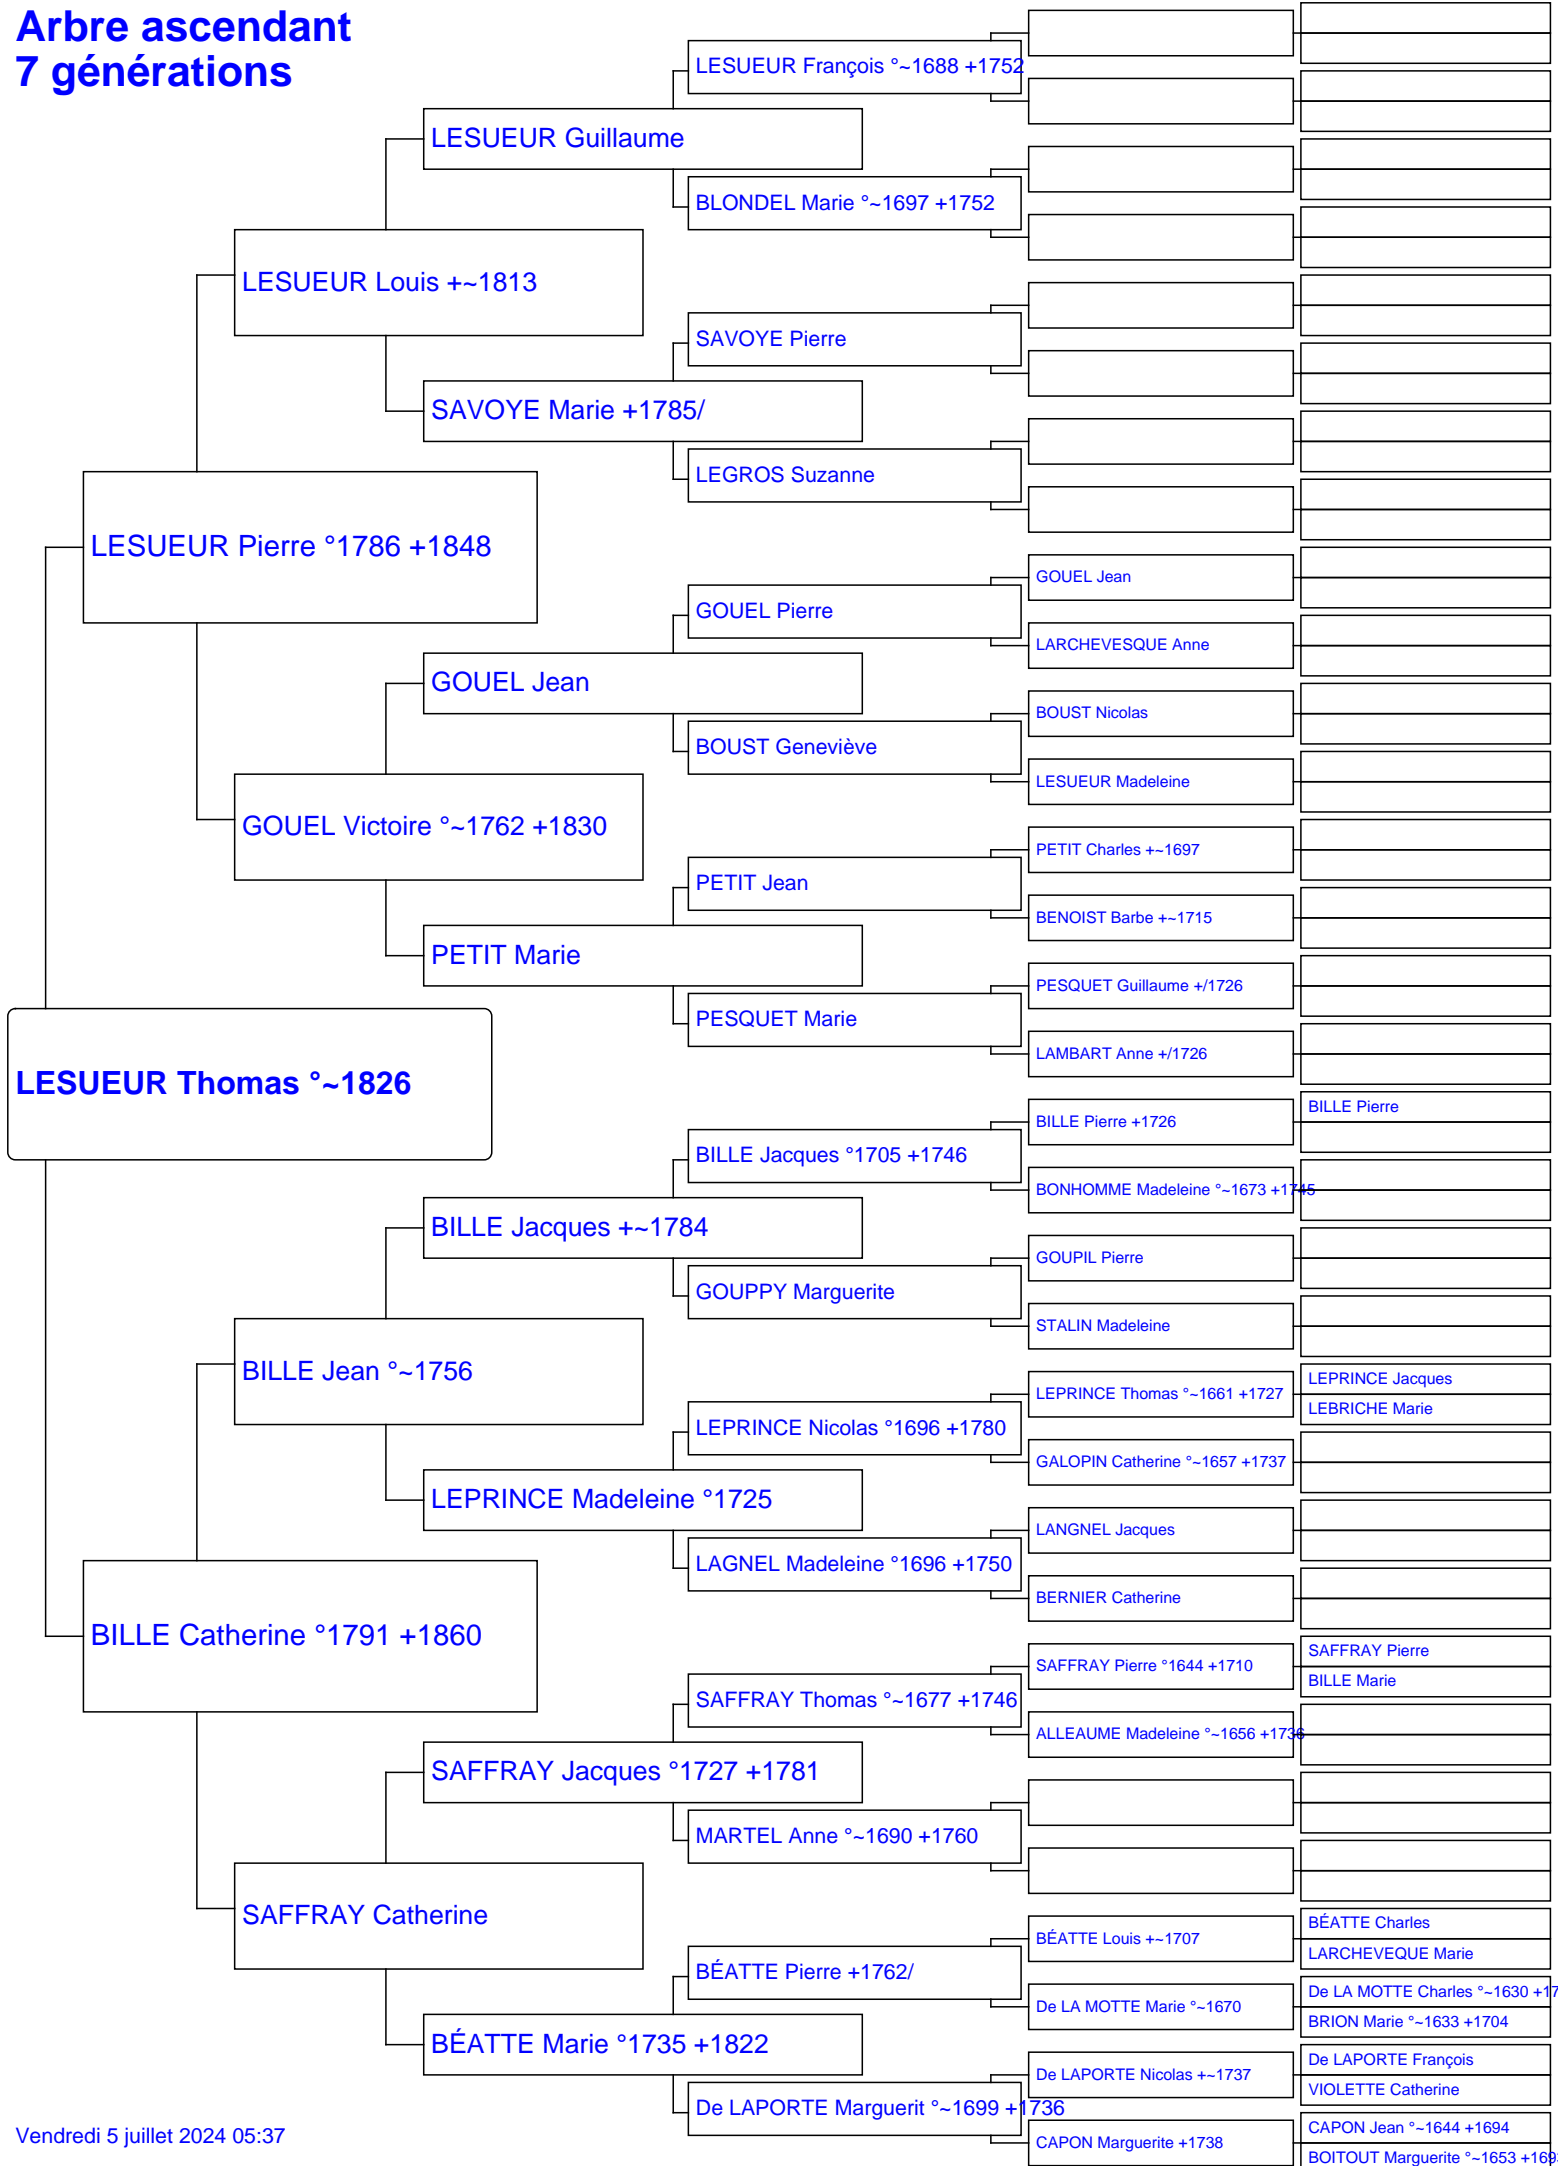 Arbre ascendant
7 générations
LESUEUR François °~1688 +1752
LESUEUR Guillaume
BLONDEL Marie °~1697 +1752
LESUEUR Louis +~1813
SAVOYE Pierre
SAVOYE Marie +1785/
LEGROS Suzanne
LESUEUR Pierre °1786 +1848
GOUEL Jean
GOUEL Pierre
LARCHEVESQUE Anne
GOUEL Jean
BOUST Nicolas
BOUST Geneviève
LESUEUR Madeleine
GOUEL Victoire °~1762 +1830
PETIT Charles +~1697
PETIT Jean
BENOIST Barbe +~1715
PETIT Marie
PESQUET Guillaume +/1726
PESQUET Marie
LAMBART Anne +/1726
LESUEUR Thomas °~1826
BILLE Pierre
BILLE Pierre +1726
BILLE Jacques °1705 +1746
BONHOMME Madeleine °~1673 +1745
BILLE Jacques +~1784
GOUPIL Pierre
GOUPPY Marguerite
STALIN Madeleine
BILLE Jean °~1756
LEPRINCE Jacques
LEPRINCE Thomas °~1661 +1727
LEBRICHE Marie
LEPRINCE Nicolas °1696 +1780
GALOPIN Catherine °~1657 +1737
LEPRINCE Madeleine °1725
LANGNEL Jacques
LAGNEL Madeleine °1696 +1750
BERNIER Catherine
BILLE Catherine °1791 +1860
SAFFRAY Pierre
SAFFRAY Pierre °1644 +1710
BILLE Marie
SAFFRAY Thomas °~1677 +1746
ALLEAUME Madeleine °~1656 +1736
SAFFRAY Jacques °1727 +1781
MARTEL Anne °~1690 +1760
SAFFRAY Catherine
BÉATTE Charles
BÉATTE Louis +~1707
LARCHEVEQUE Marie
BÉATTE Pierre +1762/
De LA MOTTE Charles °~1630 +17
De LA MOTTE Marie °~1670
BRION Marie °~1633 +1704
BÉATTE Marie °1735 +1822
De LAPORTE François
De LAPORTE Nicolas +~1737
VIOLETTE Catherine
De LAPORTE Marguerit °~1699 +1736
CAPON Jean °~1644 +1694
CAPON Marguerite +1738
BOITOUT Marguerite °~1653 +169
Vendredi 5 juillet 2024 05:37